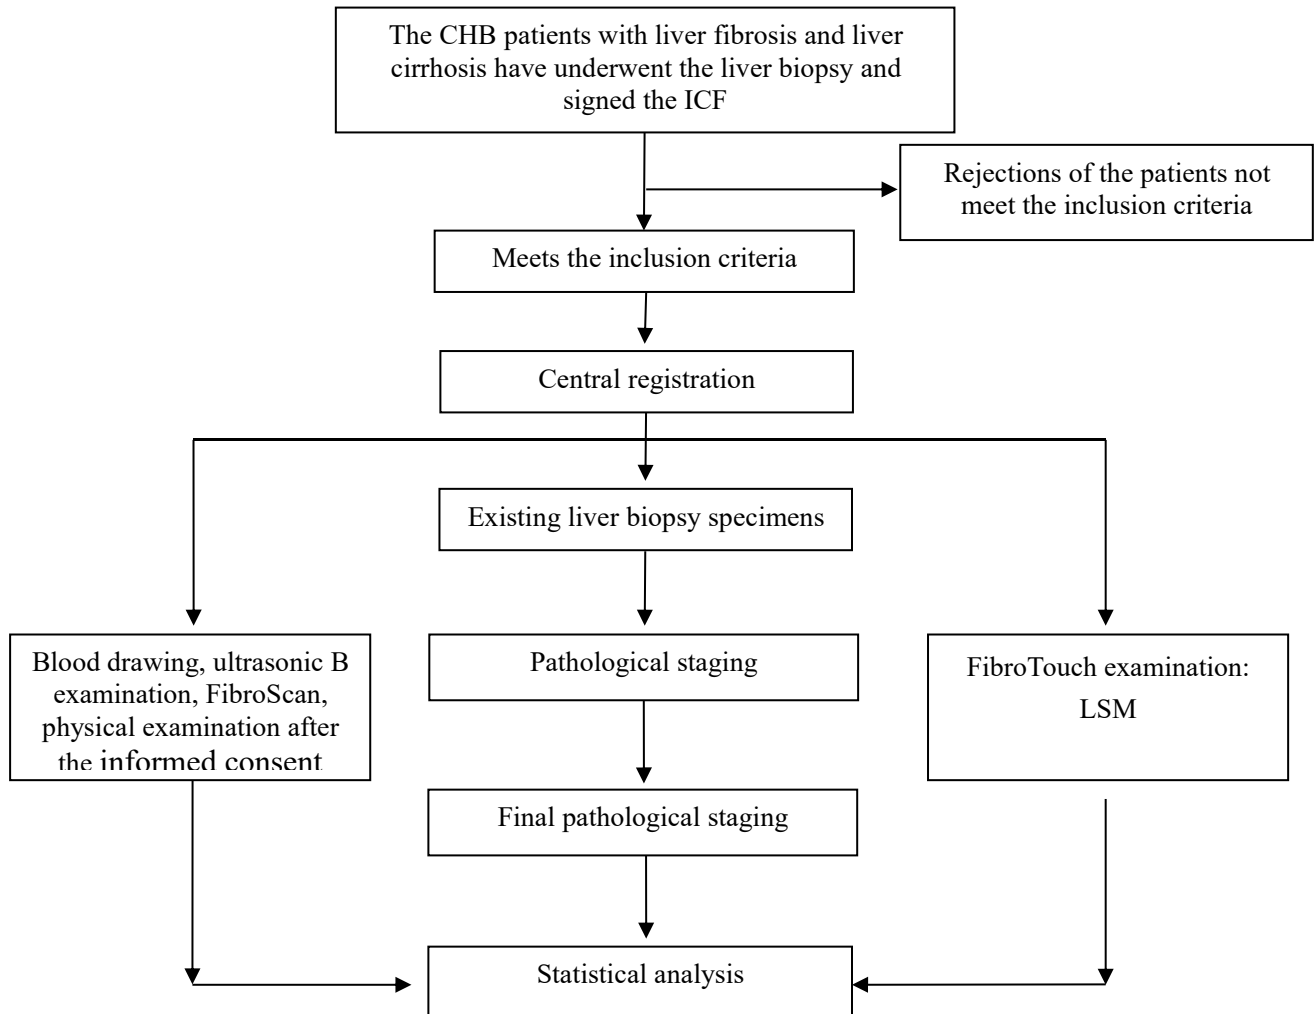 The CHB patients with liver fibrosis and liver
cirrhosis have underwent the liver biopsy and
signed the ICF
Rejections of the patients not
meet the inclusion criteria
Meets the inclusion criteria
Central registration
Existing liver biopsy specimens
Blood drawing, ultrasonic B
examination, FibroScan,
physical examination after
the informed consent
Pathological staging
FibroTouch examination:
LSM
Final pathological staging
Statistical analysis